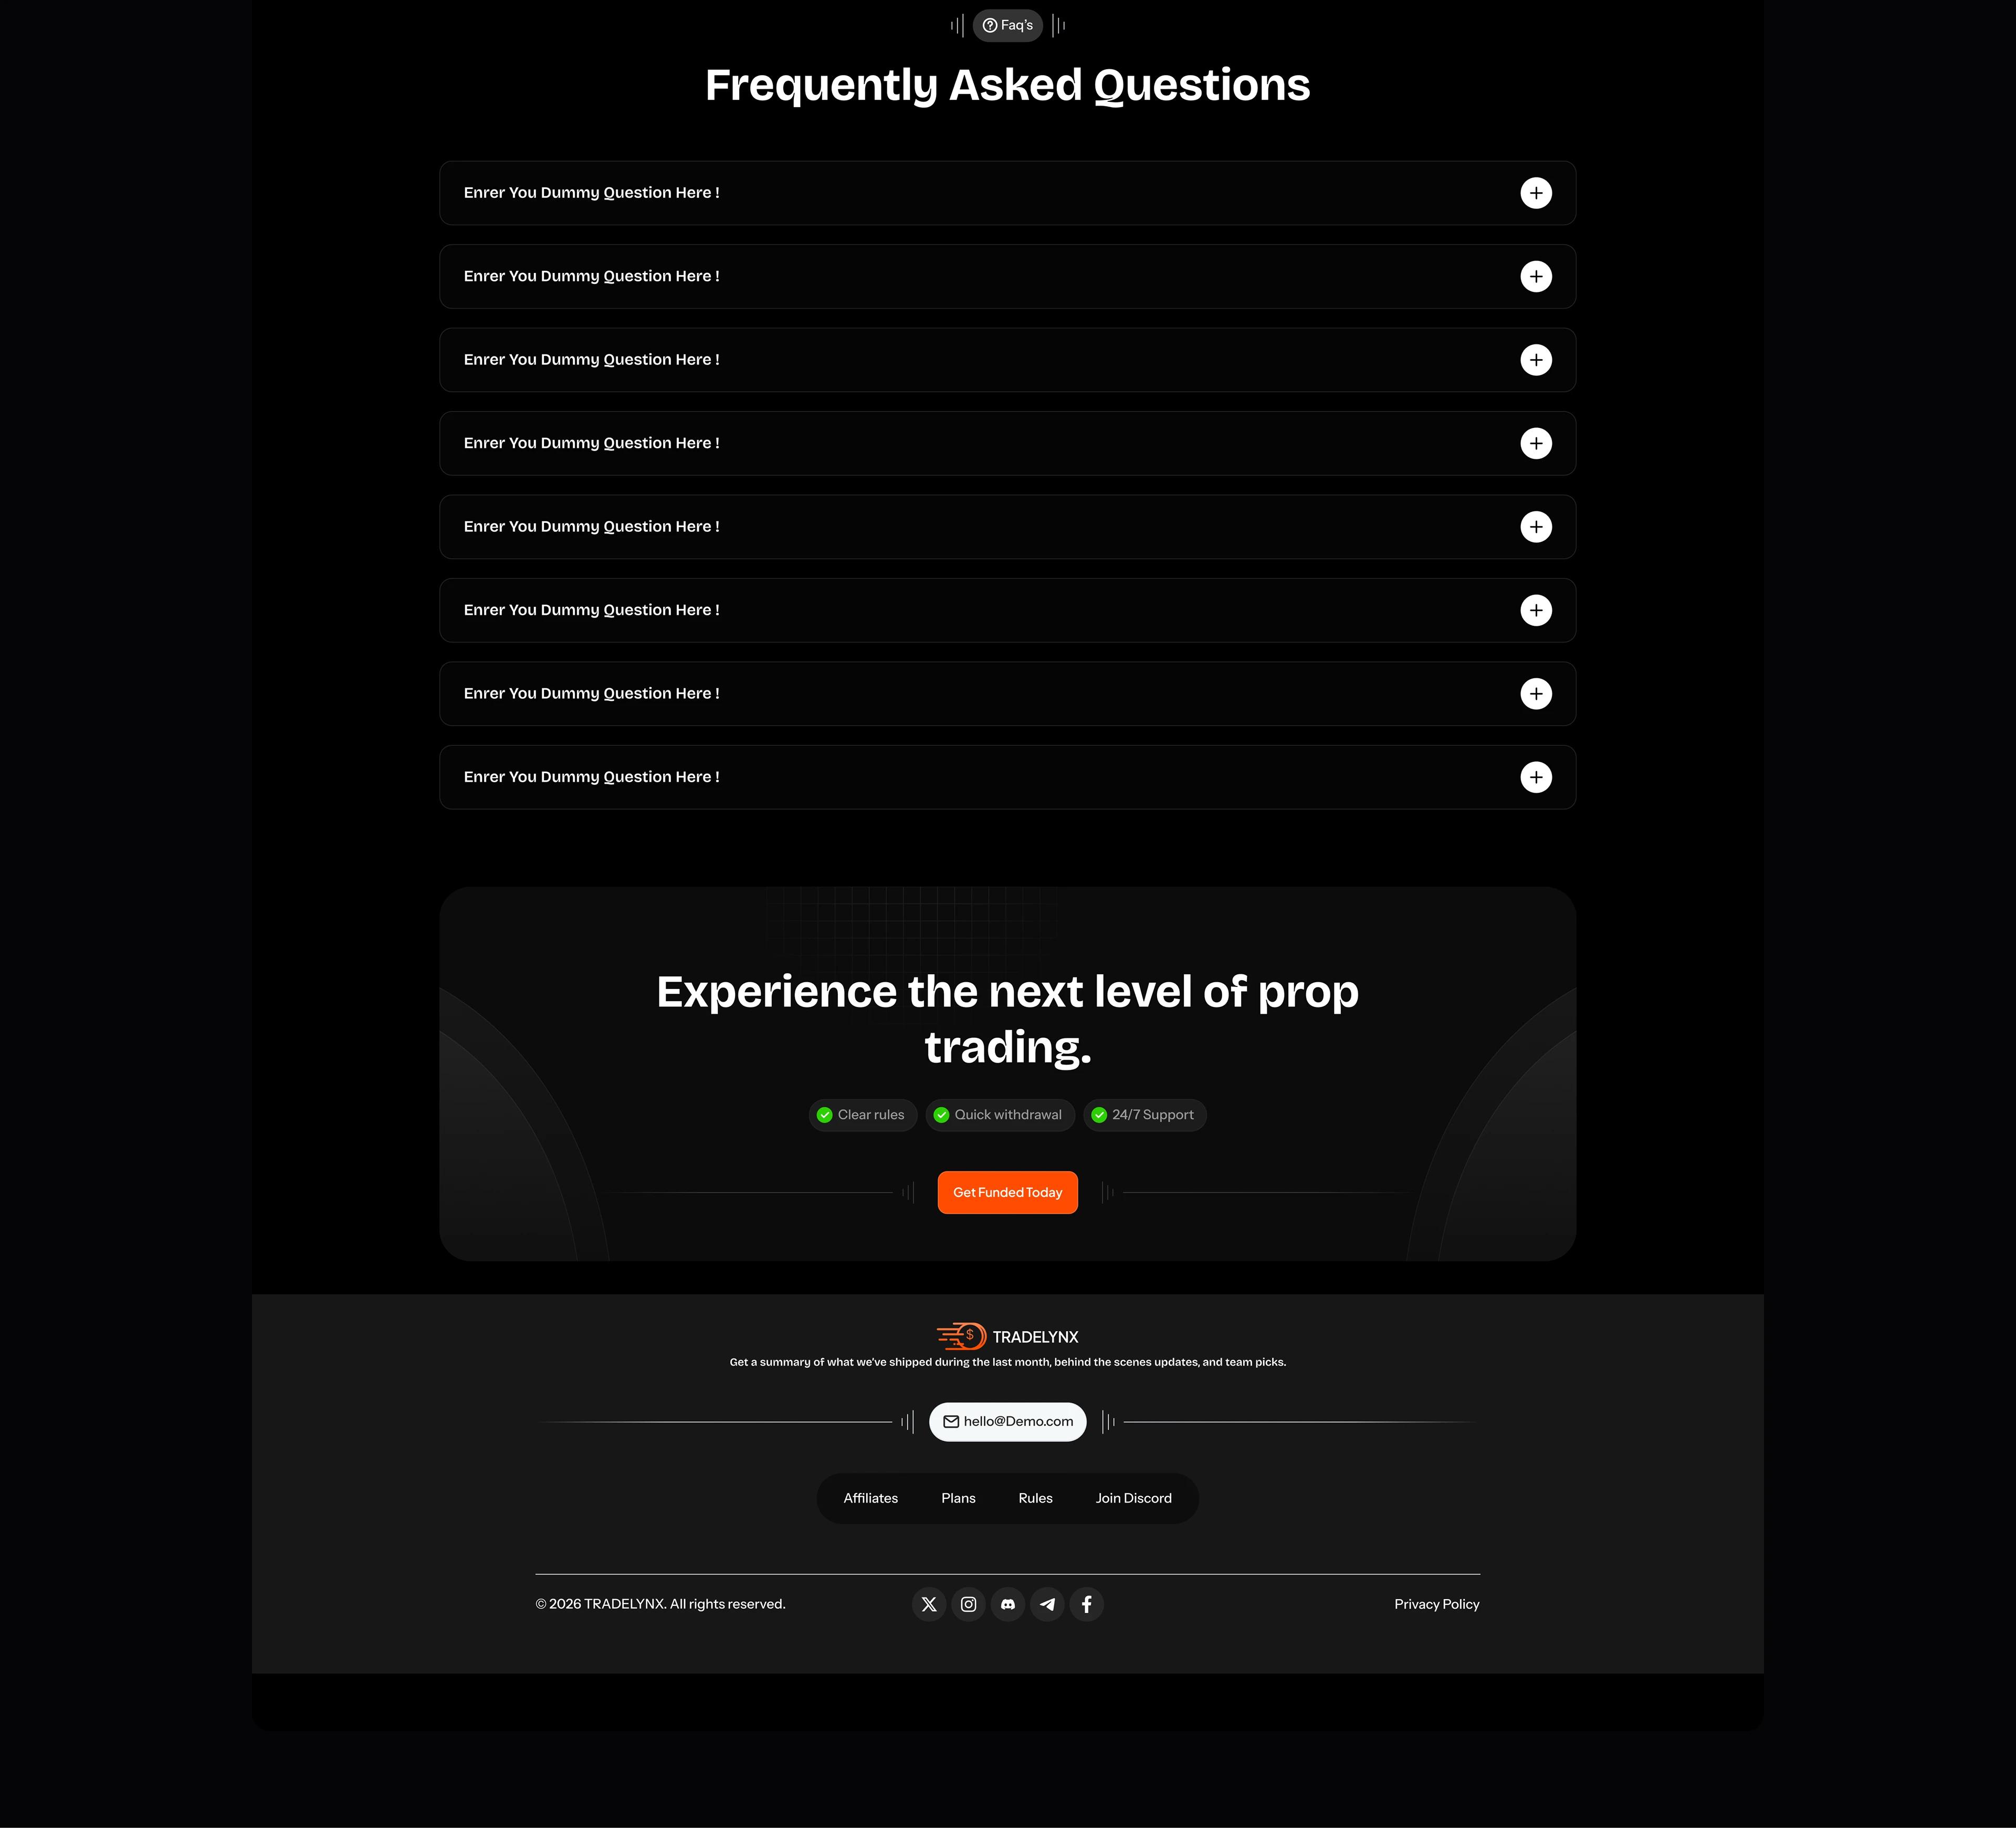 Faq's
Frequently Asked Questions
Enrer You Dummy Question Here !
Enrer You Dummy Question Here !
Enrer You Dummy Question Here !
Enrer You Dummy Question Here !
Enrer You Dummy Question Here !
Enrer You Dummy Question Here !
Enrer You Dummy Question Here !
Enrer You Dummy Question Here !
Experience the next level of prop
trading.
Clear rules
Quick withdrawal
24/7 Support
Get Funded Today
$ TRADELYNX
Get a summary of what we've shipped during the last month, behind the scenes updates, and team picks.
hello@Demo.com
Affiliates
Plans
Rules
Join Discord
© 2026 TRADELYNX. All rights reserved.
Privacy Policy